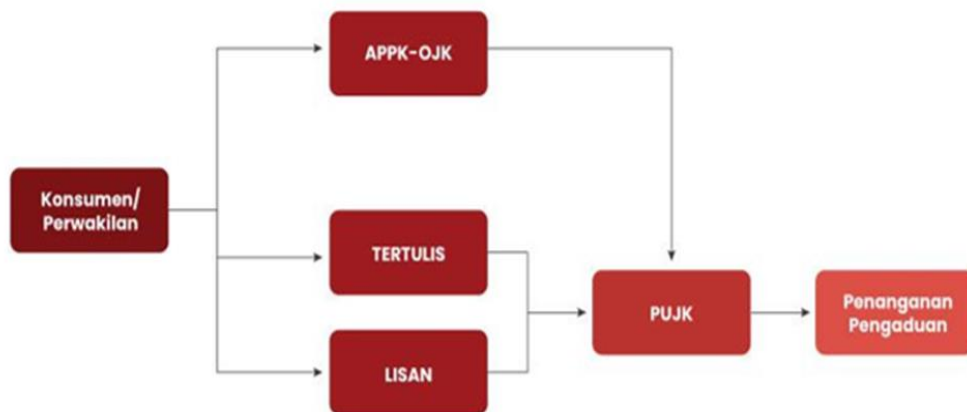 APPK-OJK
Konsumen/
Perwakilan
TERTULIS
LISAN
PUJK
Penanganan
Pengaduan